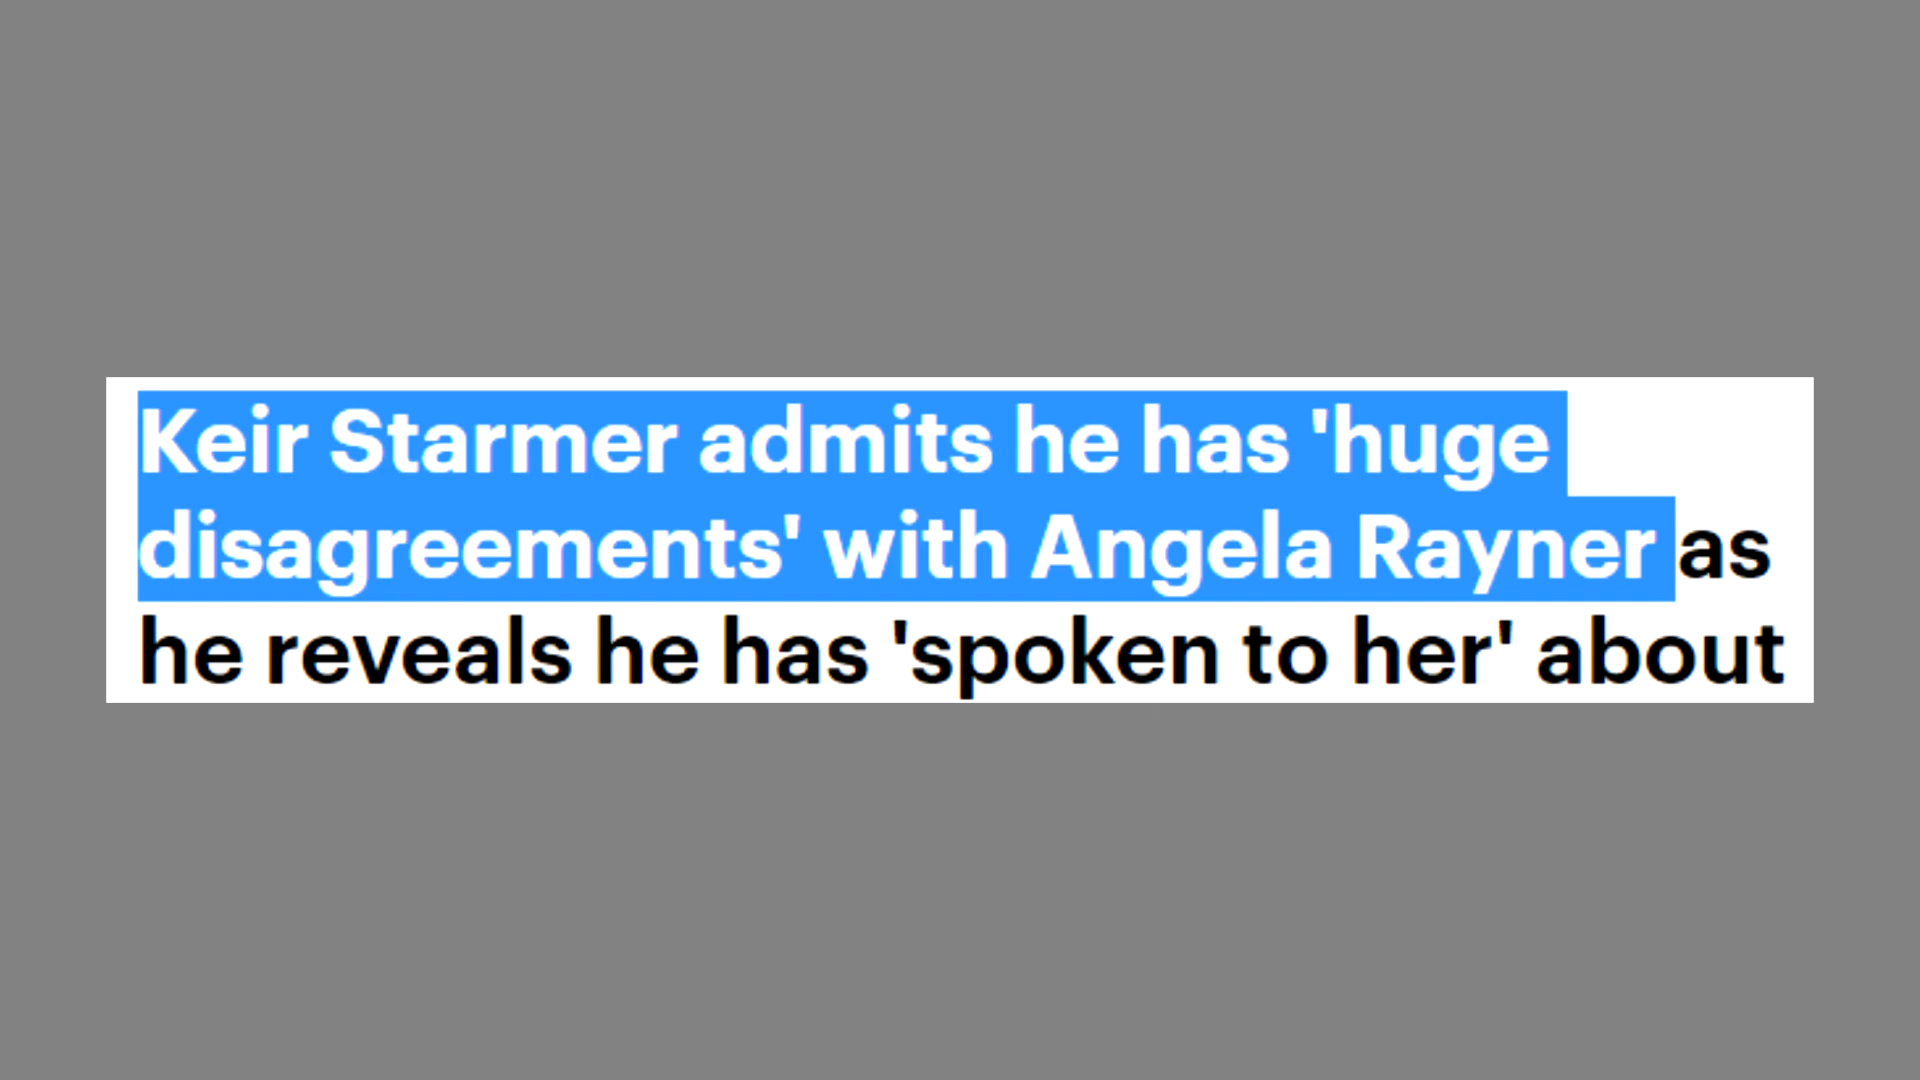 Keir Starmer admits he has 'huge
disagreements' with Angela Rayner as
he reveals he has 'spoken to her' about